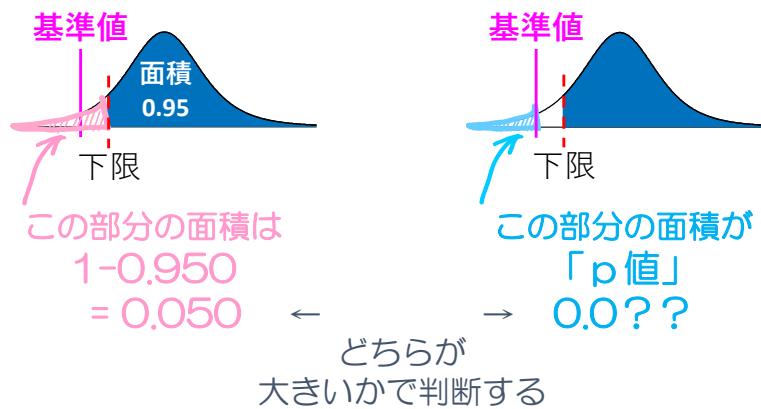 基準値
面積
0.95
下限
この部分の面積は
1-0.950
= 0.050
基準値
下限
この部分の面積が
「p値」
0.0??
← →
どちらが
大きいかで判断する